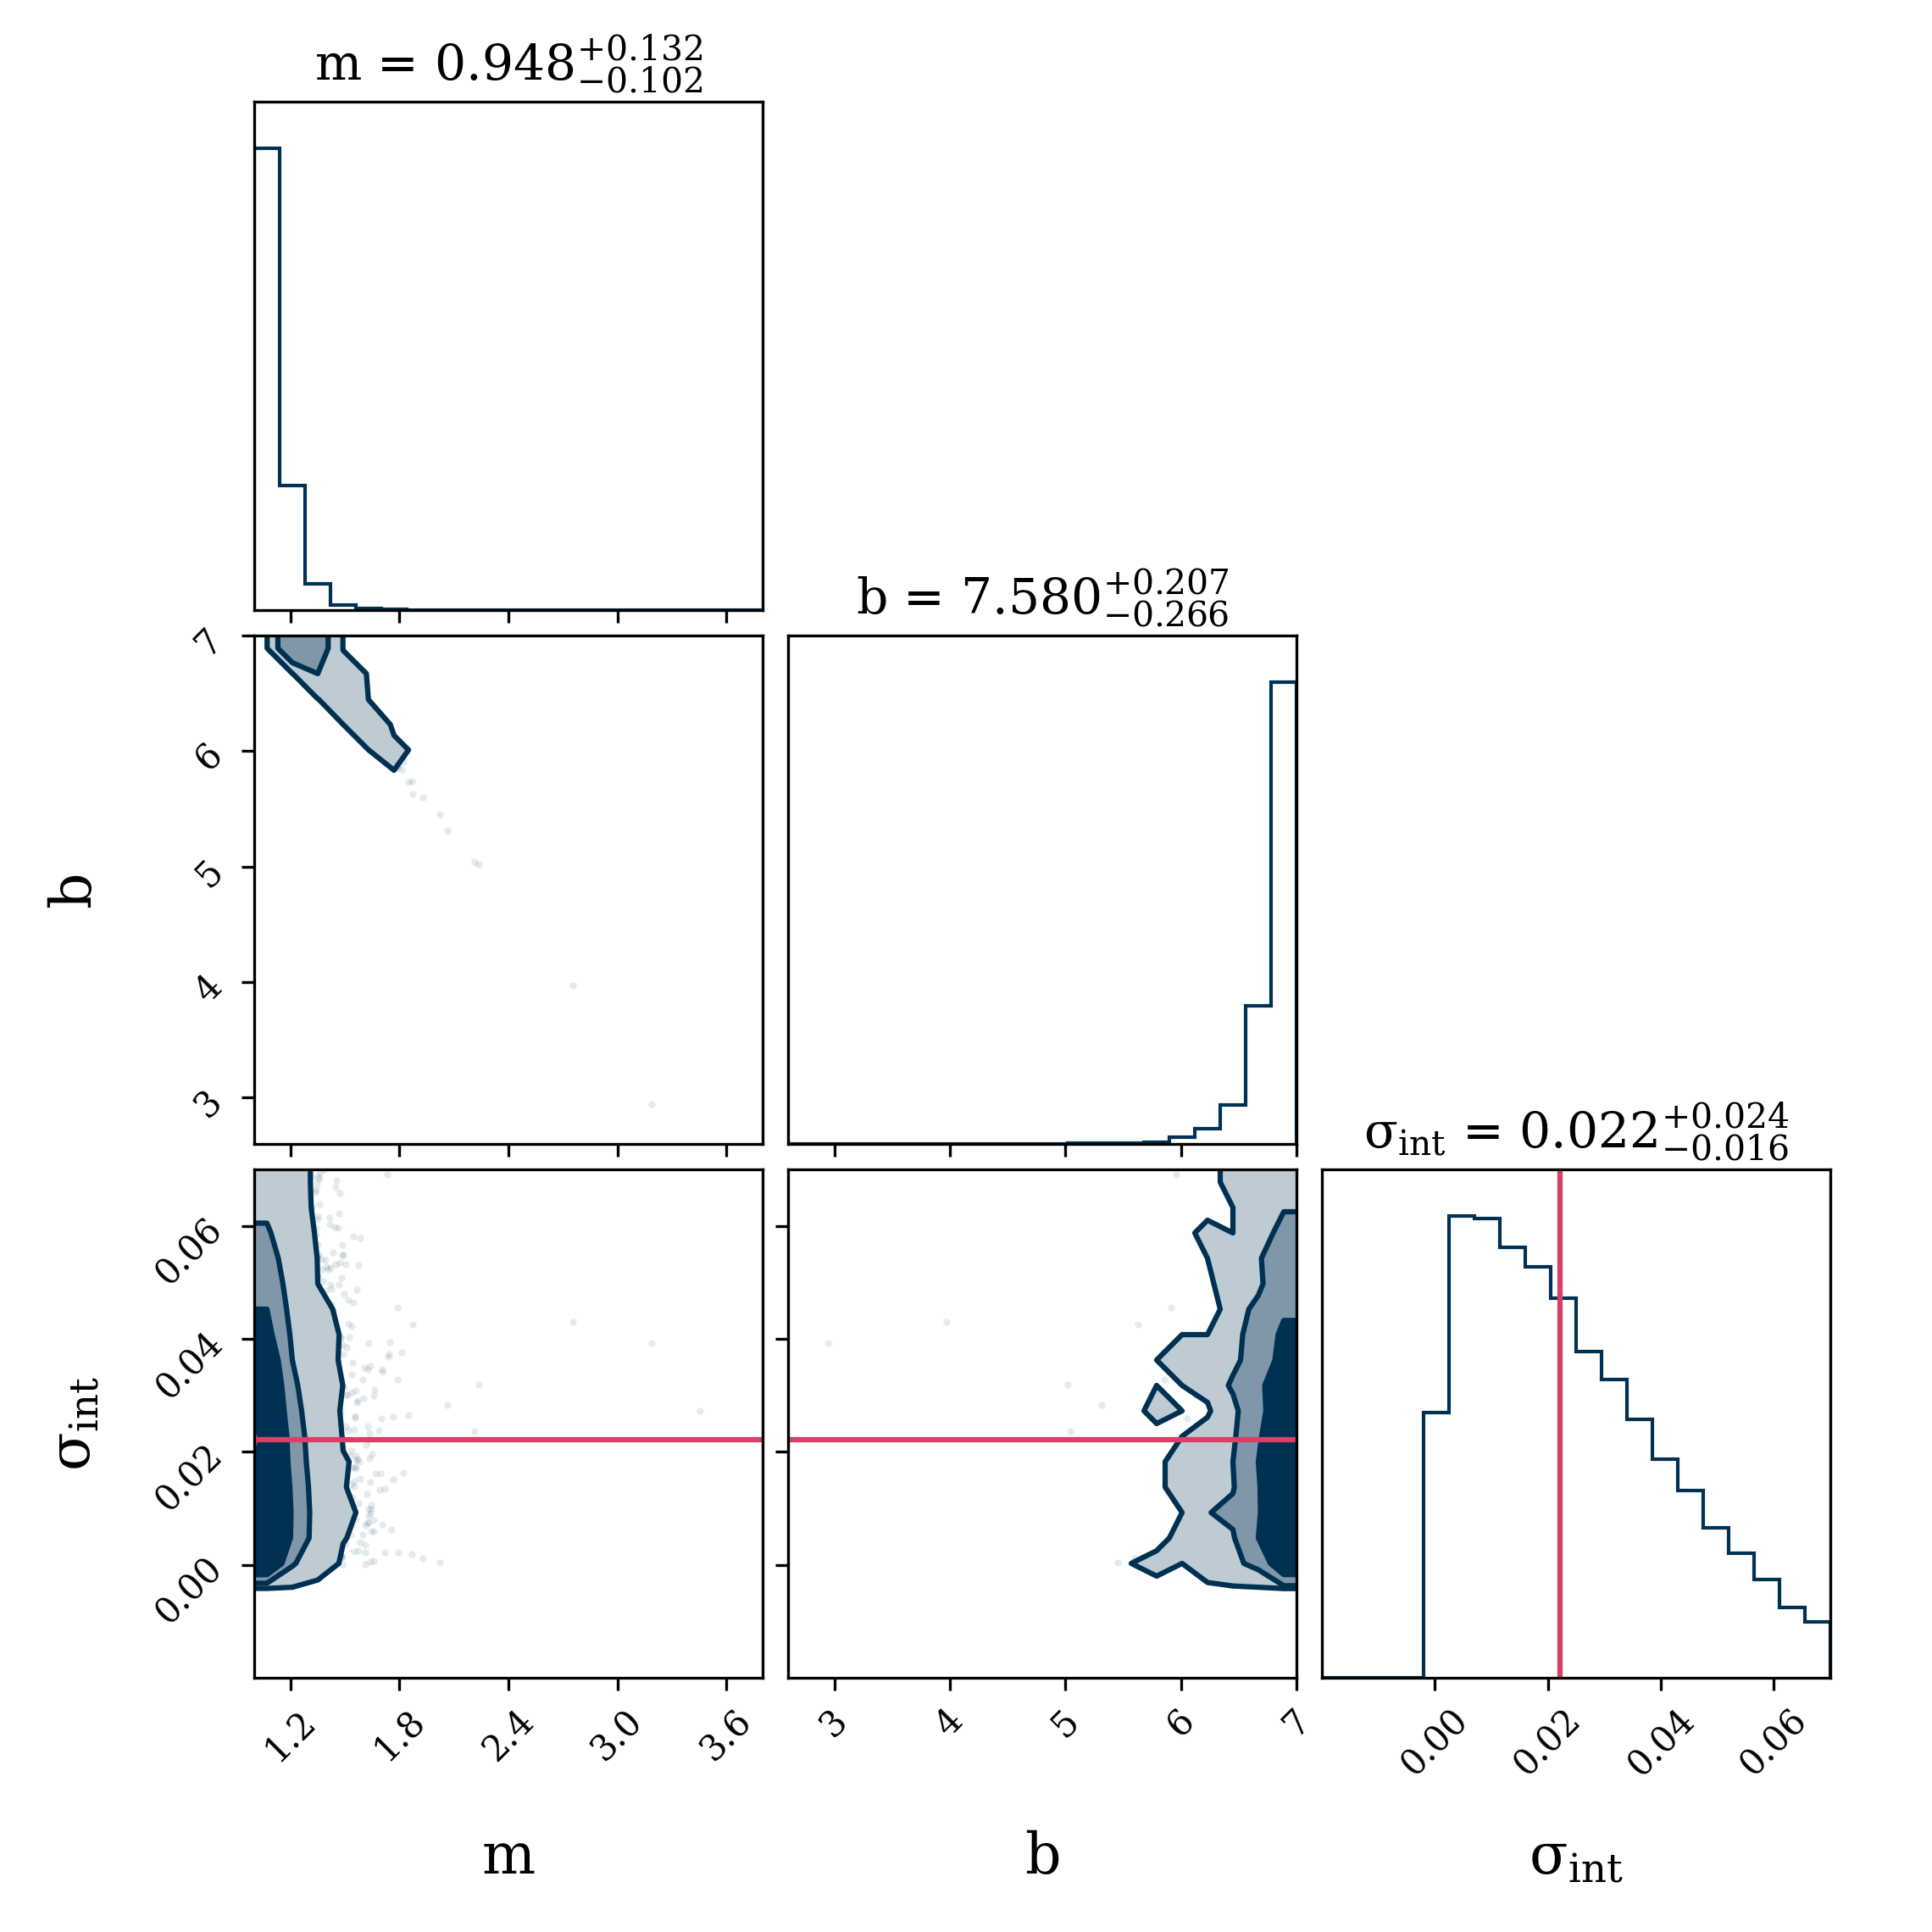 m = 0.948 +0.132 −0.102
b = 7.580 +0.207 −0.266
7
6
5
4
3
b
σint = 0.022 +0.024 −0.016
0.06
0.04
0.02
0.00
σint
1.2 1.8 2.4 3.0 3.6 3 4 5 6 7 0.00 0.02 0.04 0.06
m b σint